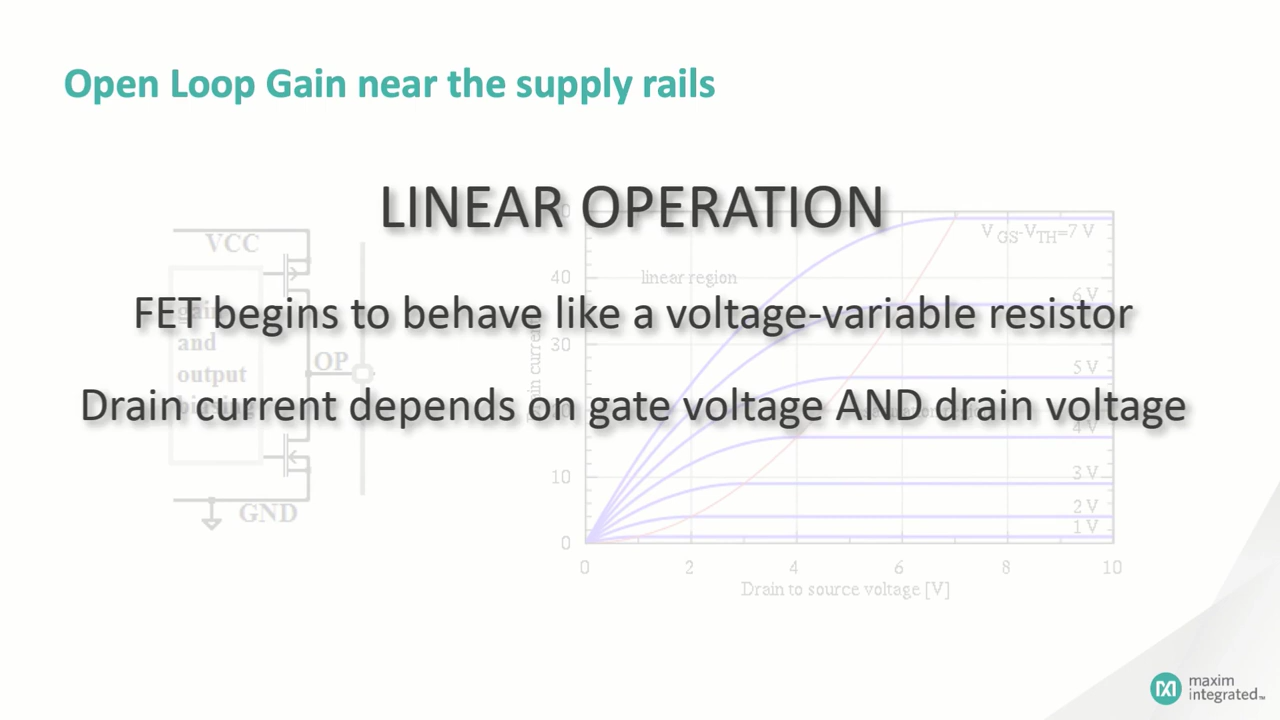 Open Loop Gain near the supply rails
LINEAR OPERATION
FET begins to behave like a voltage-variable resistor
Drain current depends on gate voltage AND drain voltage
VCC
and
output
OP
GND
linear region
VGS-VTH=7 V
6 V
5 V
4 V
3 V
2 V
1 V
40
30
10
0
0 2 4 6 8 10
Drain to source voltage [V]
maxim
integrated™